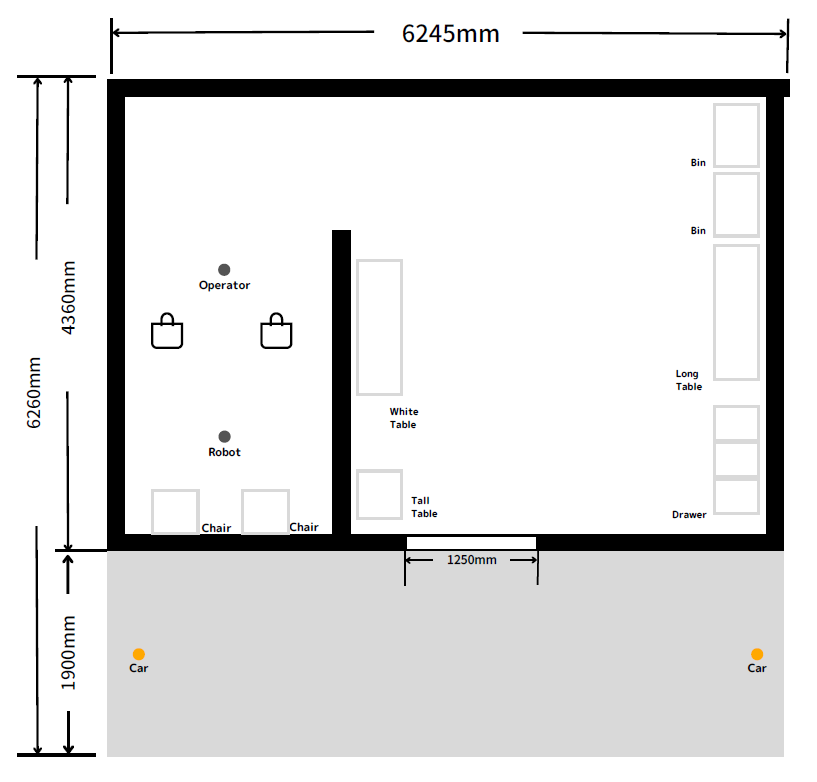 6245mm
Bin
Bin
4360mm
Operator
6260mm
Long
Table
White
Table
Robot
Tall
Table
Drawer
Chair
Chair
1250mm
1900mm
Car
Car